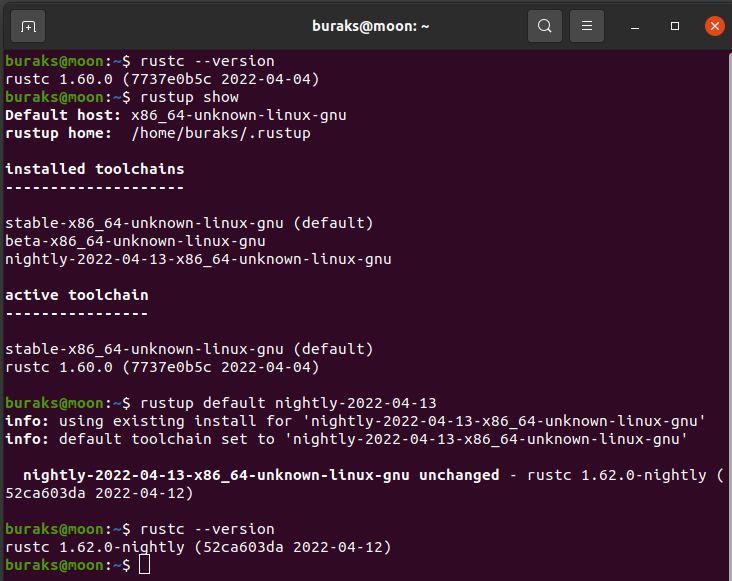 buraks@moon: ~
buraks@moon:~$ rustc --version
rustc 1.60.0 (7737e0b5c 2022-04-04)
buraks@moon:~$ rustup show
Default host: x86_64-unknown-linux-gnu
rustup home:  /home/buraks/.rustup
installed toolchains
--------------------
stable-x86_64-unknown-linux-gnu (default)
beta-x86_64-unknown-linux-gnu
nightly-2022-04-13-x86_64-unknown-linux-gnu
active toolchain
----------------
stable-x86_64-unknown-linux-gnu (default)
rustc 1.60.0 (7737e0b5c 2022-04-04)
buraks@moon:~$ rustup default nightly-2022-04-13
info: using existing install for 'nightly-2022-04-13-x86_64-unknown-linux-gnu'
info: default toolchain set to 'nightly-2022-04-13-x86_64-unknown-linux-gnu'
  nightly-2022-04-13-x86_64-unknown-linux-gnu unchanged - rustc 1.62.0-nightly (
52ca603da 2022-04-12)
buraks@moon:~$ rustc --version
rustc 1.62.0-nightly (52ca603da 2022-04-12)
buraks@moon:~$